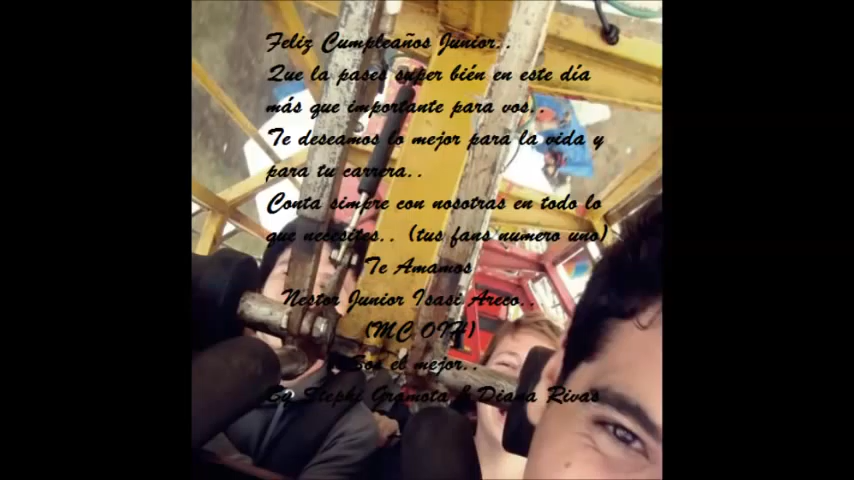 Feliz Cumpleaños Junior..
Que la pases super bién en este día
más que importante para vos..
Te deseamos lo mejor para la vida y
para tu carrera..
Conta simpre con nosotras en todo lo
que necesites.. (tus fans numero uno)
Te Amamos
Nestor Junior Isasi Areco..
(MC OIH)
Sos el mejor..
By Stephi Gramota & Diana Rivas